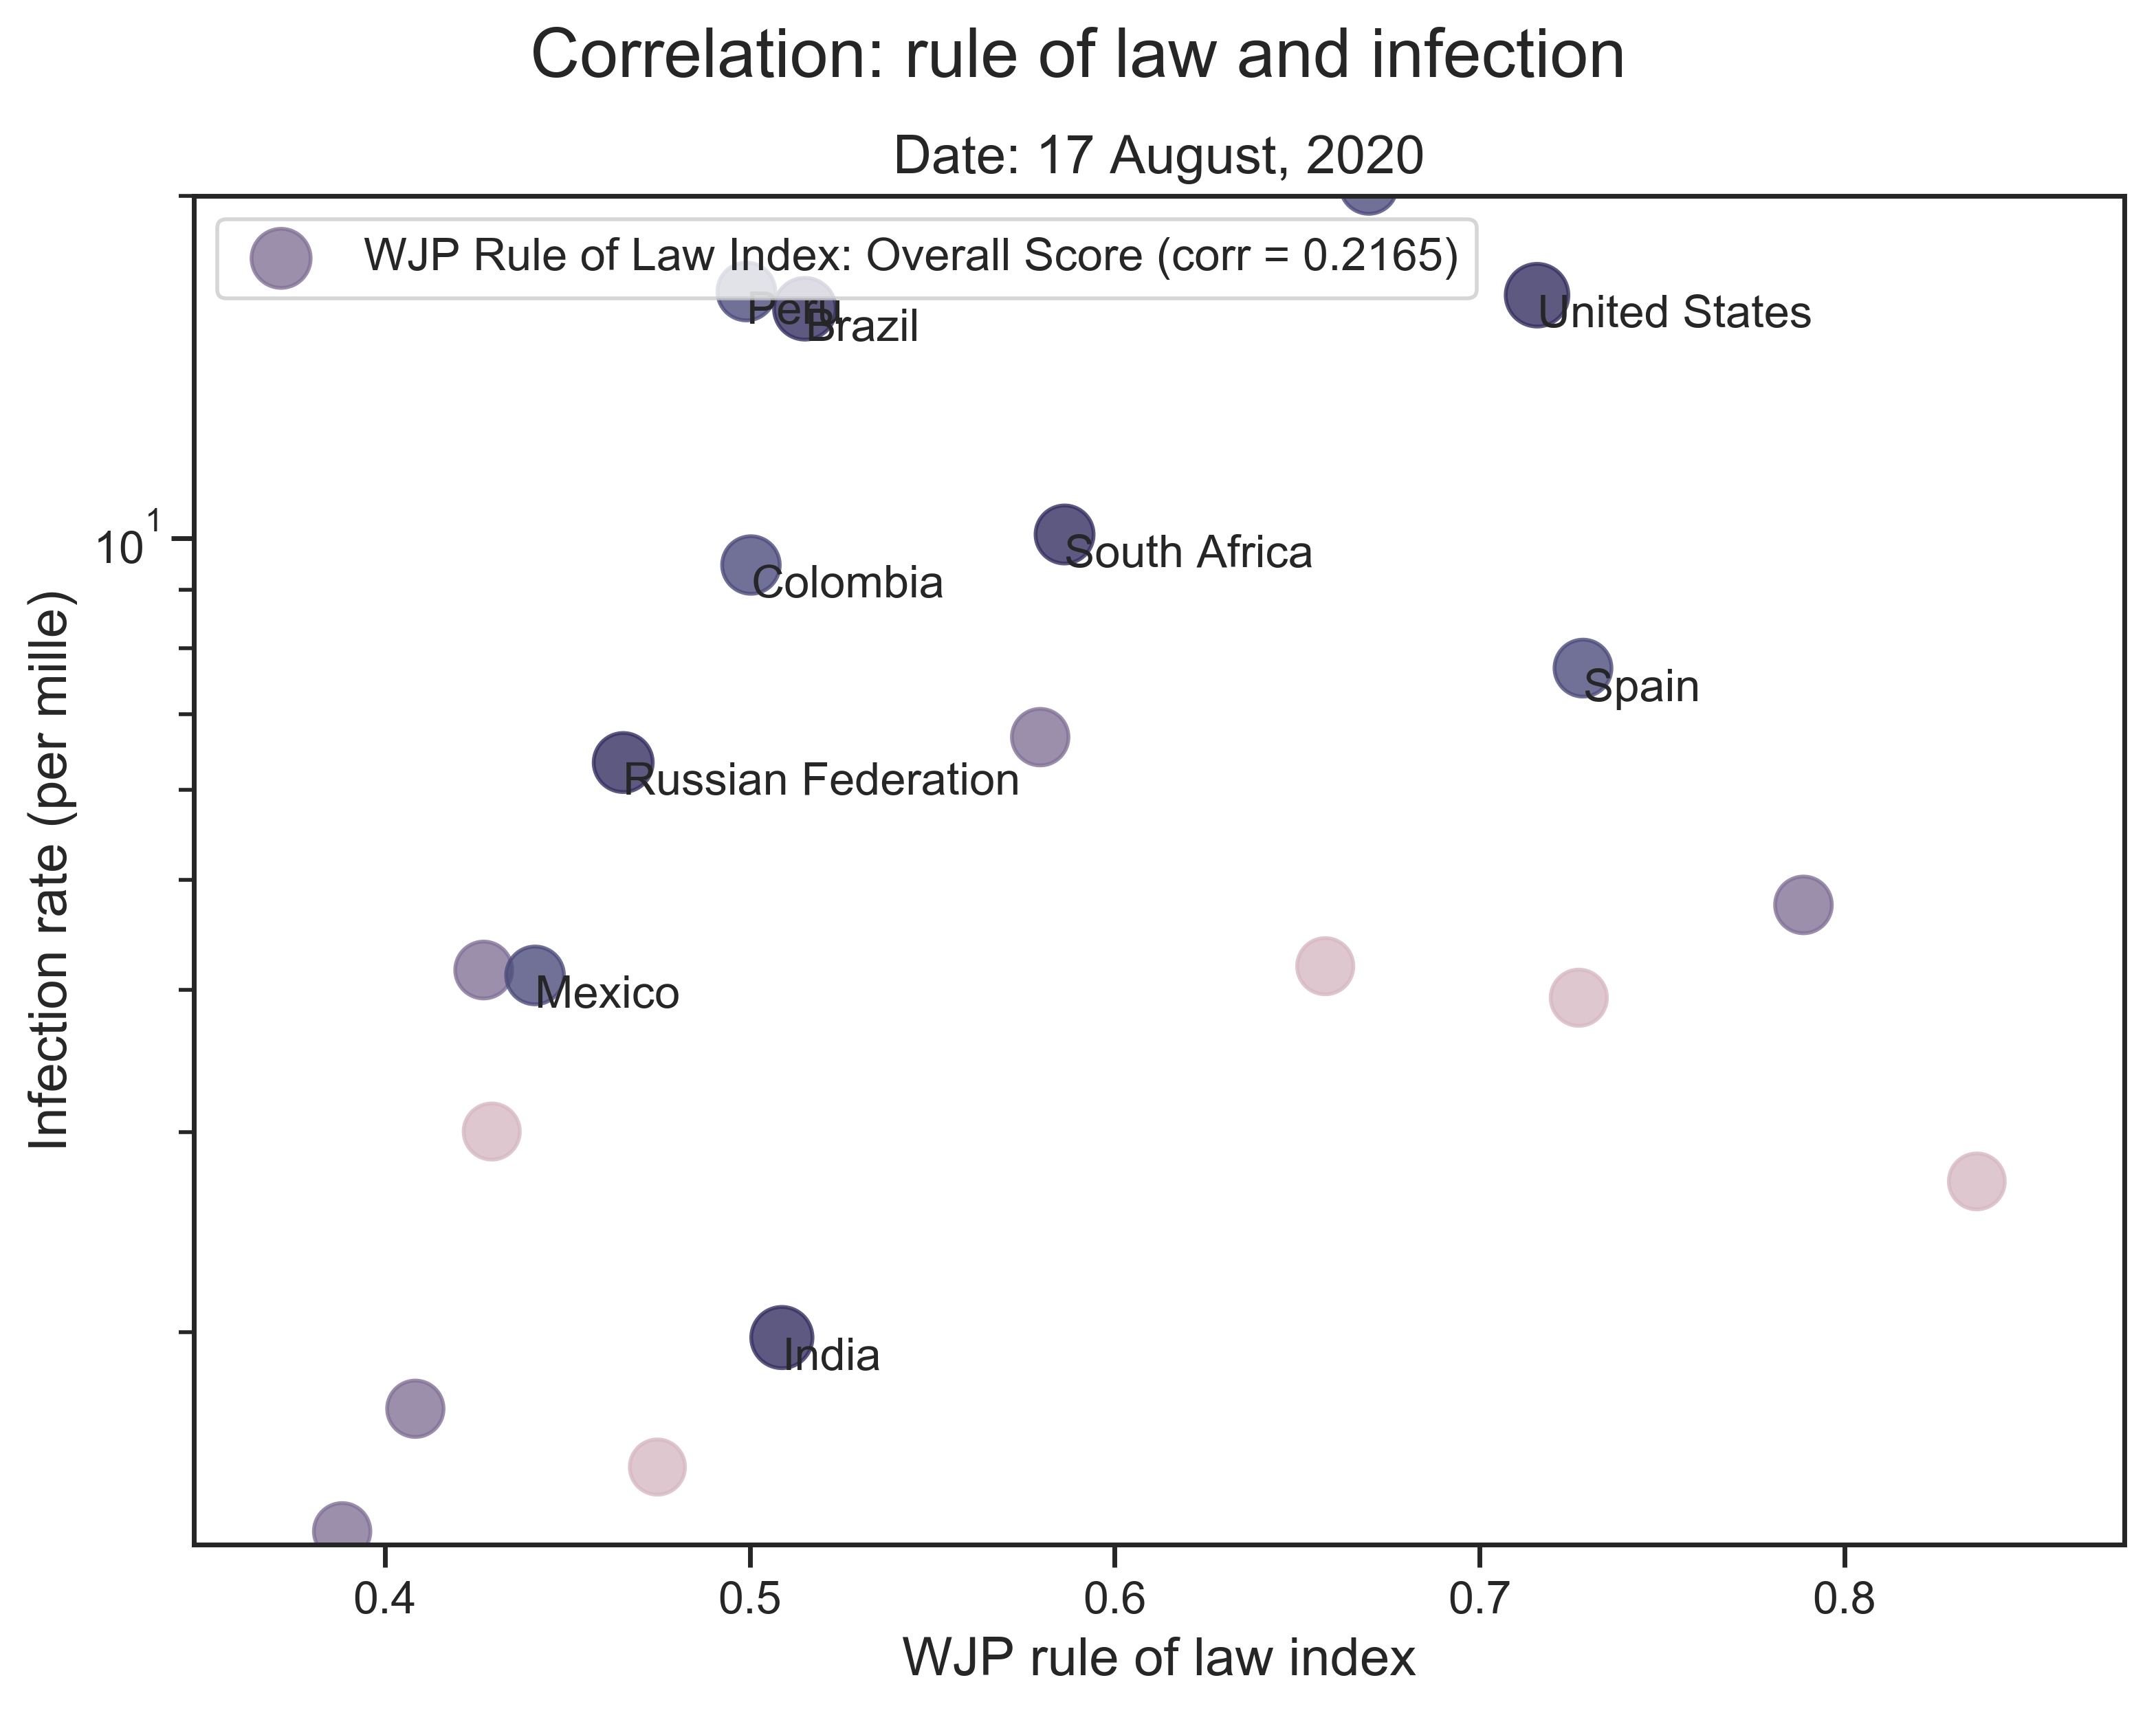 Correlation: rule of law and infection
Date: 17 August, 2020
WJP Rule of Law Index: Overall Score (corr = 0.2165)
Peru
Brazil
United States
10^1
South Africa
Colombia
Spain
Russian Federation
Mexico
India
Infection rate (per mille)
0.4 0.5 0.6 0.7 0.8
WJP rule of law index